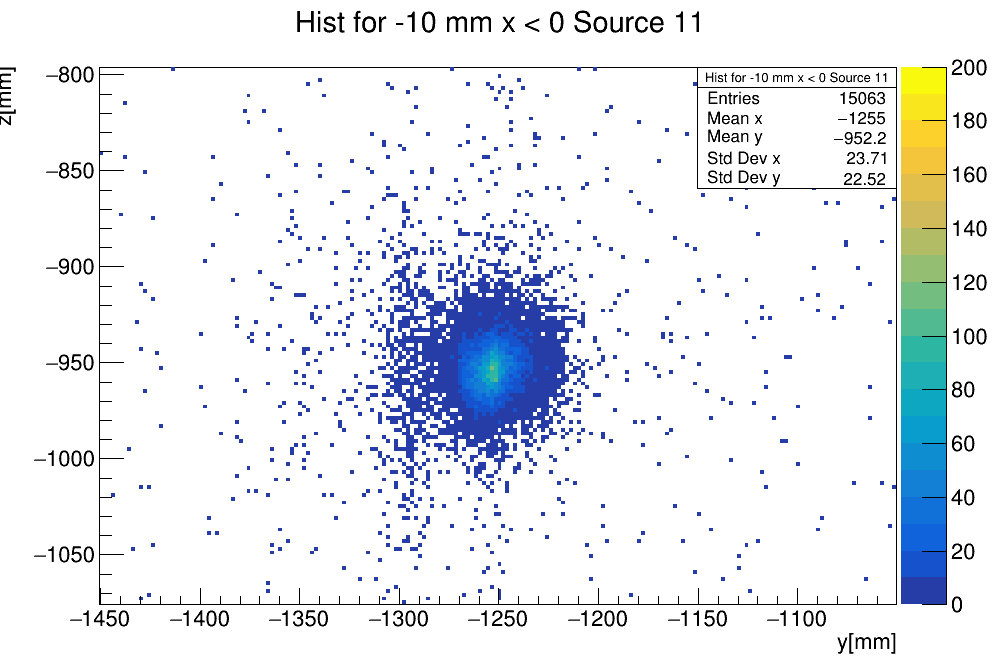 Hist for -10 mm x < 0 Source 11
z[mm]
−800
−850
−900
−950
−1000
−1050
Hist for -10 mm x < 0 Source 11
Entries 15063
Mean x −1255
Mean y −952.2
Std Dev x 23.71
Std Dev y 22.52
200
180
160
140
120
100
80
60
40
20
0
−1450 −1400 −1350 −1300 −1250 −1200 −1150 −1100
y[mm]